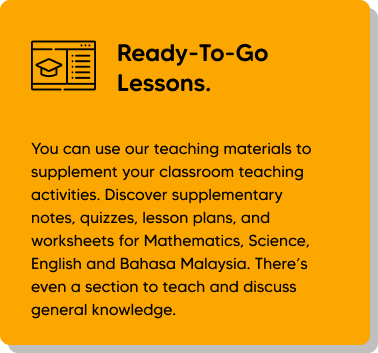 Ready-To-Go
Lessons.
You can use our teaching materials to
supplement your classroom teaching
activities. Discover supplementary
notes, quizzes, lesson plans, and
worksheets for Mathematics, Science,
English and Bahasa Malaysia. There’s
even a section to teach and discuss
general knowledge.